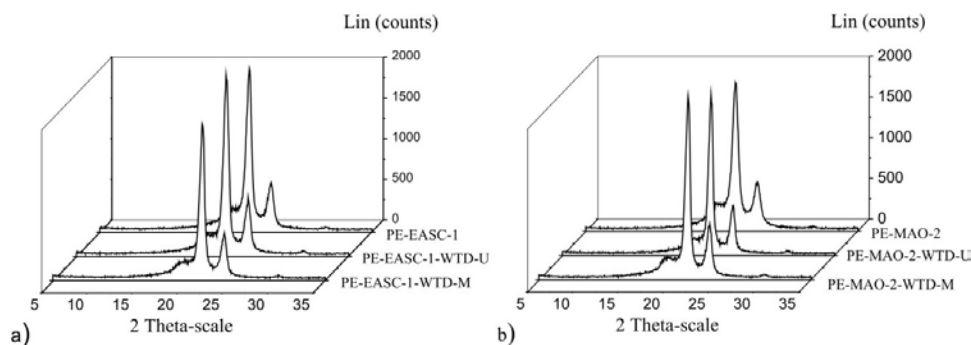 a)
Lin (counts)
2000
1500
1000
500
0
PE-EASC-1
PE-EASC-1-WTD-U
PE-EASC-1-WTD-M
5 10 15 20 25 30 35
2 Theta-scale
b)
Lin (counts)
2000
1500
1000
500
0
PE-MAO-2
PE-MAO-2-WTD-U
PE-MAO-2-WTD-M
5 10 15 20 25 30 35
2 Theta-scale